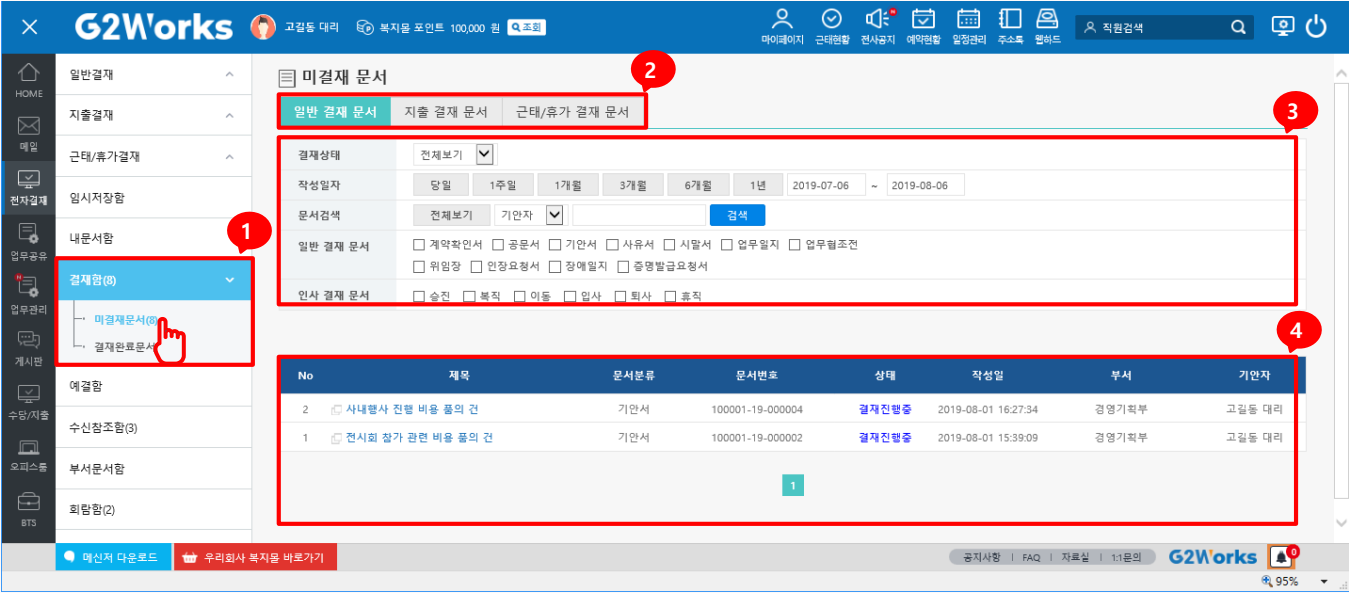 G2W'orks 고길동 대리 복지몰 포인트 100,000 원 조회
마이페이지 근태현황 전사공지 예약현황 일정관리 주소록 웹하드 직원검색
HOME
메일
전자결재
업무공유
업무관리
게시판
수당/지출
오피스툴
BTS
일반결재
지출결재
근태/휴가결재
임시저장함
내문서함
1
결재함(8)
미결재문서(8)
결재완료문서
예결함
수신참조함(3)
부서문서함
회람함(2)
미결재 문서
2
일반 결재 문서 지출 결재 문서 근태/휴가 결재 문서
3
결재상태 전체보기
작성일자 당일 1주일 1개월 3개월 6개월 1년 2019-07-06 ~ 2019-08-06
문서검색 전체보기 기안자 검색
일반 결재 문서 계약확인서 공문서 기안서 사유서 시말서 업무일지 업무협조전
위임장 인장요청서 장애일지 증명발급요청서
인사 결재 문서 승진 복직 이동 입사 퇴사 휴직
4
No 제목 문서분류 문서번호 상태 작성일 부서 기안자
2 사내행사 진행 비용 품의 건 기안서 100001-19-000004 결재진행중 2019-08-01 16:27:34 경영기획부 고길동 대리
1 전시회 참가 관련 비용 품의 건 기안서 100001-19-000002 결재진행중 2019-08-01 15:39:09 경영기획부 고길동 대리
1
메신저 다운로드 우리회사 복지몰 바로가기 공지사항 | FAQ | 자료실 | 1:1문의 G2W'orks 0
95%